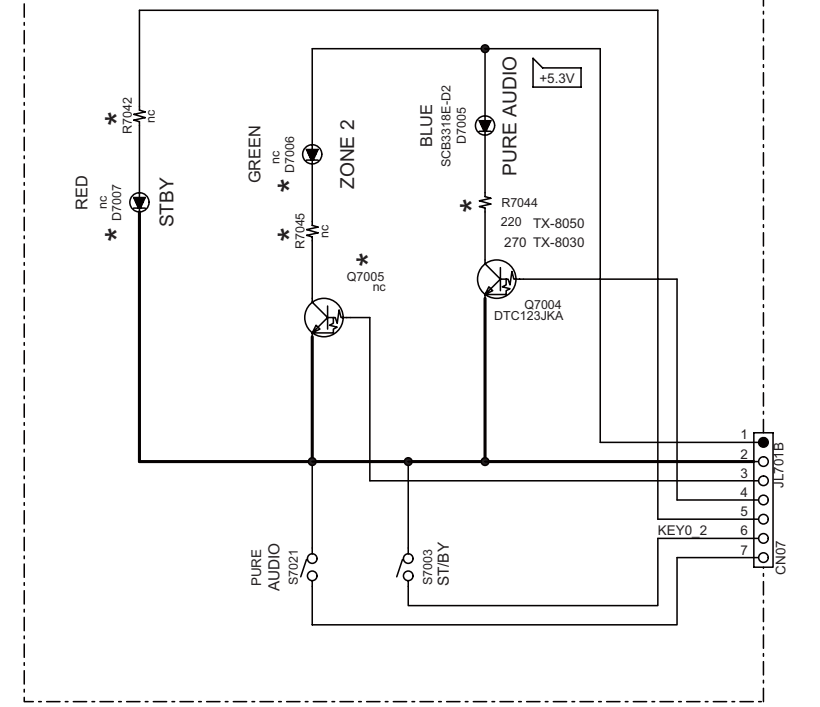 R7042
nc
*
RED
nc
D7007
*
STBY
GREEN
nc
D7006
*
ZONE 2
*
R7045
nc
*
Q7005
nc
BLUE
SCB3318E-D2
D7005
PURE AUDIO
+5.3V
*
R7044
220 TX-8050
270 TX-8030
Q7004
DTC123JKA
1
2
3
4
5
6
7
JL701B
CN07
KEY0_2
PURE
AUDIO
S7021
S7003
ST/BY